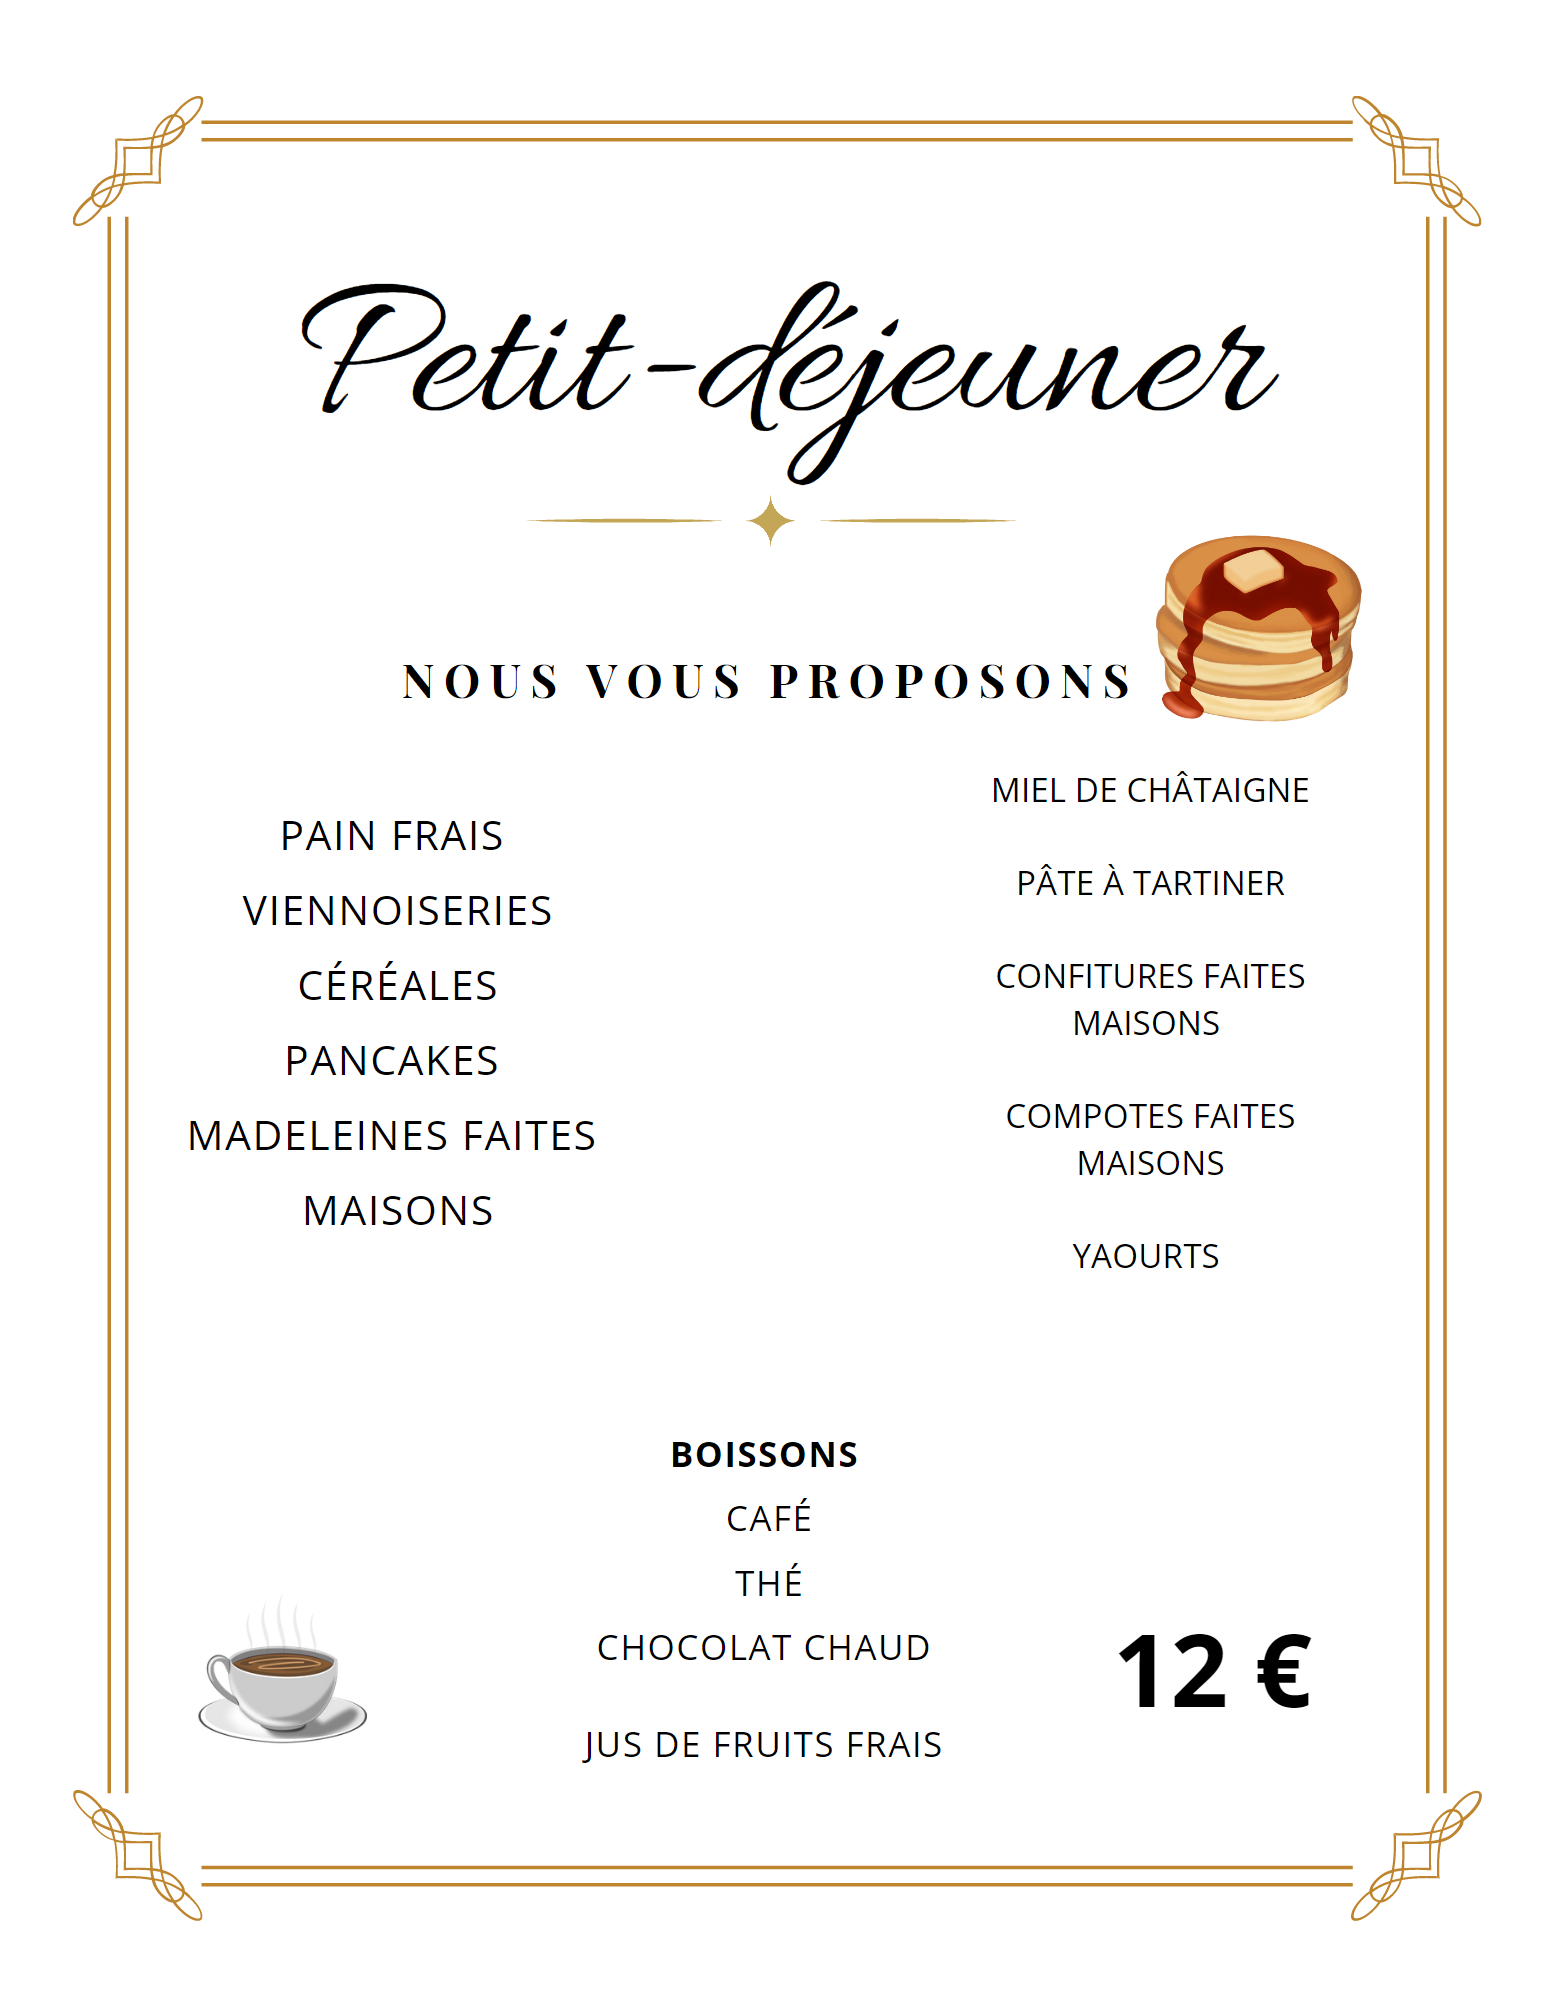 Petit-déjeuner
NOUS VOUS PROPOSONS
PAIN FRAIS
VIENNOISERIES
CÉRÉALES
PANCAKES
MADELEINES FAITES
MAISONS
MIEL DE CHÂTAIGNE
PÂTE À TARTINER
CONFITURES FAITES
MAISONS
COMPOTES FAITES
MAISONS
YAOURTS
BOISSONS
CAFÉ
THÉ
CHOCOLAT CHAUD
JUS DE FRUITS FRAIS
12 €